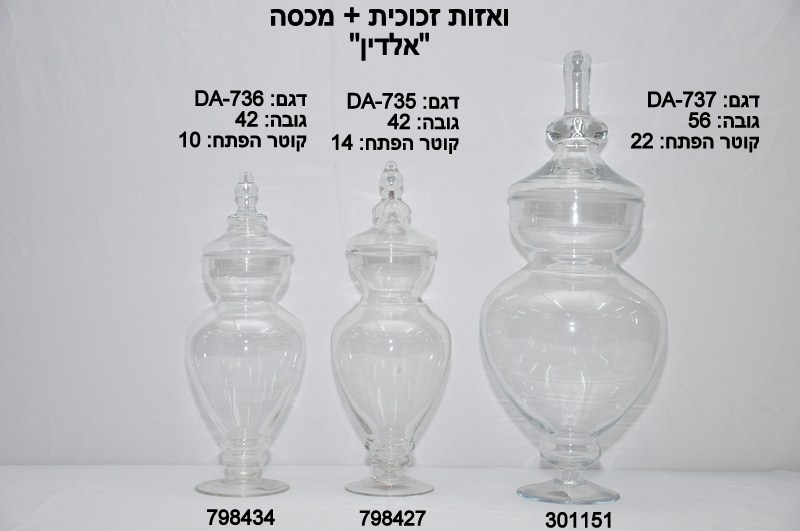 ואזות זכוכית + מכסה
"אלדין"
דגם: DA-736
גובה: 42
קוטר הפתח: 10
דגם: DA-735
גובה: 42
קוטר הפתח: 14
דגם: DA-737
גובה: 56
קוטר הפתח: 22
798434
798427
301151